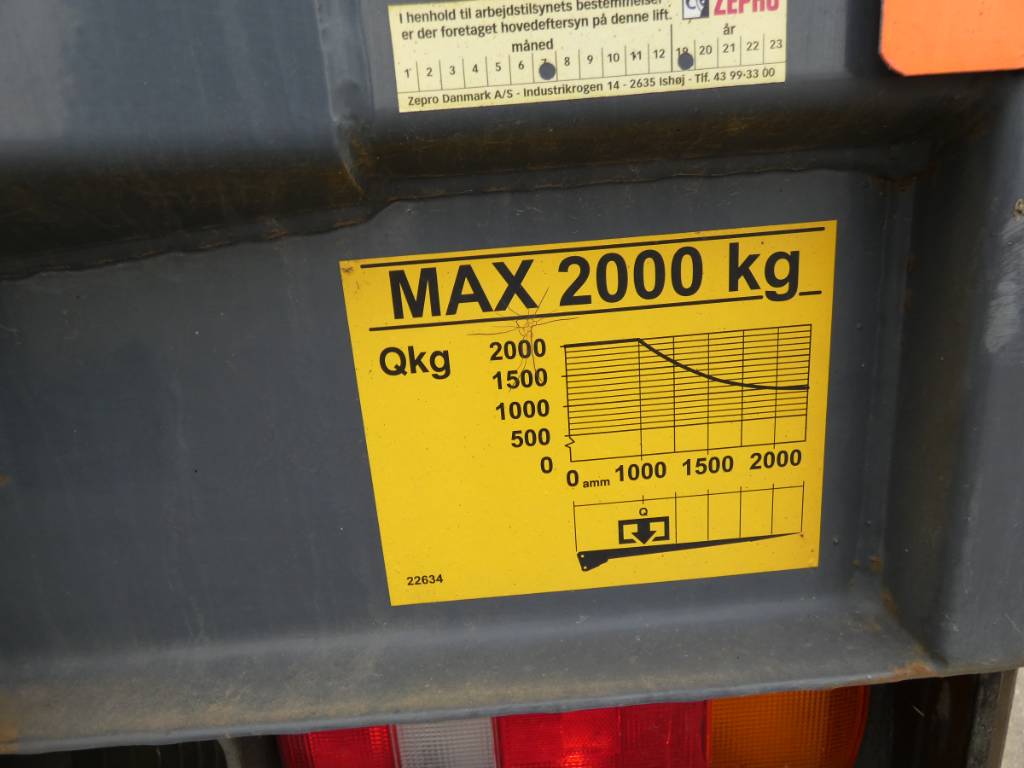 I henhold til arbejdstilsynets bestemmelser
er der foretaget hovedeftersyn på denne lift.
ZEPRO
måned
år
1 2 3 4 5 6 7 8 9 10 11 12 19 20 21 22 23
Zepro Danmark A/S - Industrikrogen 14 - 2635 Ishøj - Tlf. 43 99 33 00
MAX 2000 kg
Qkg
2000
1500
1000
500
0
0 amm 1000 1500 2000
Q
22634